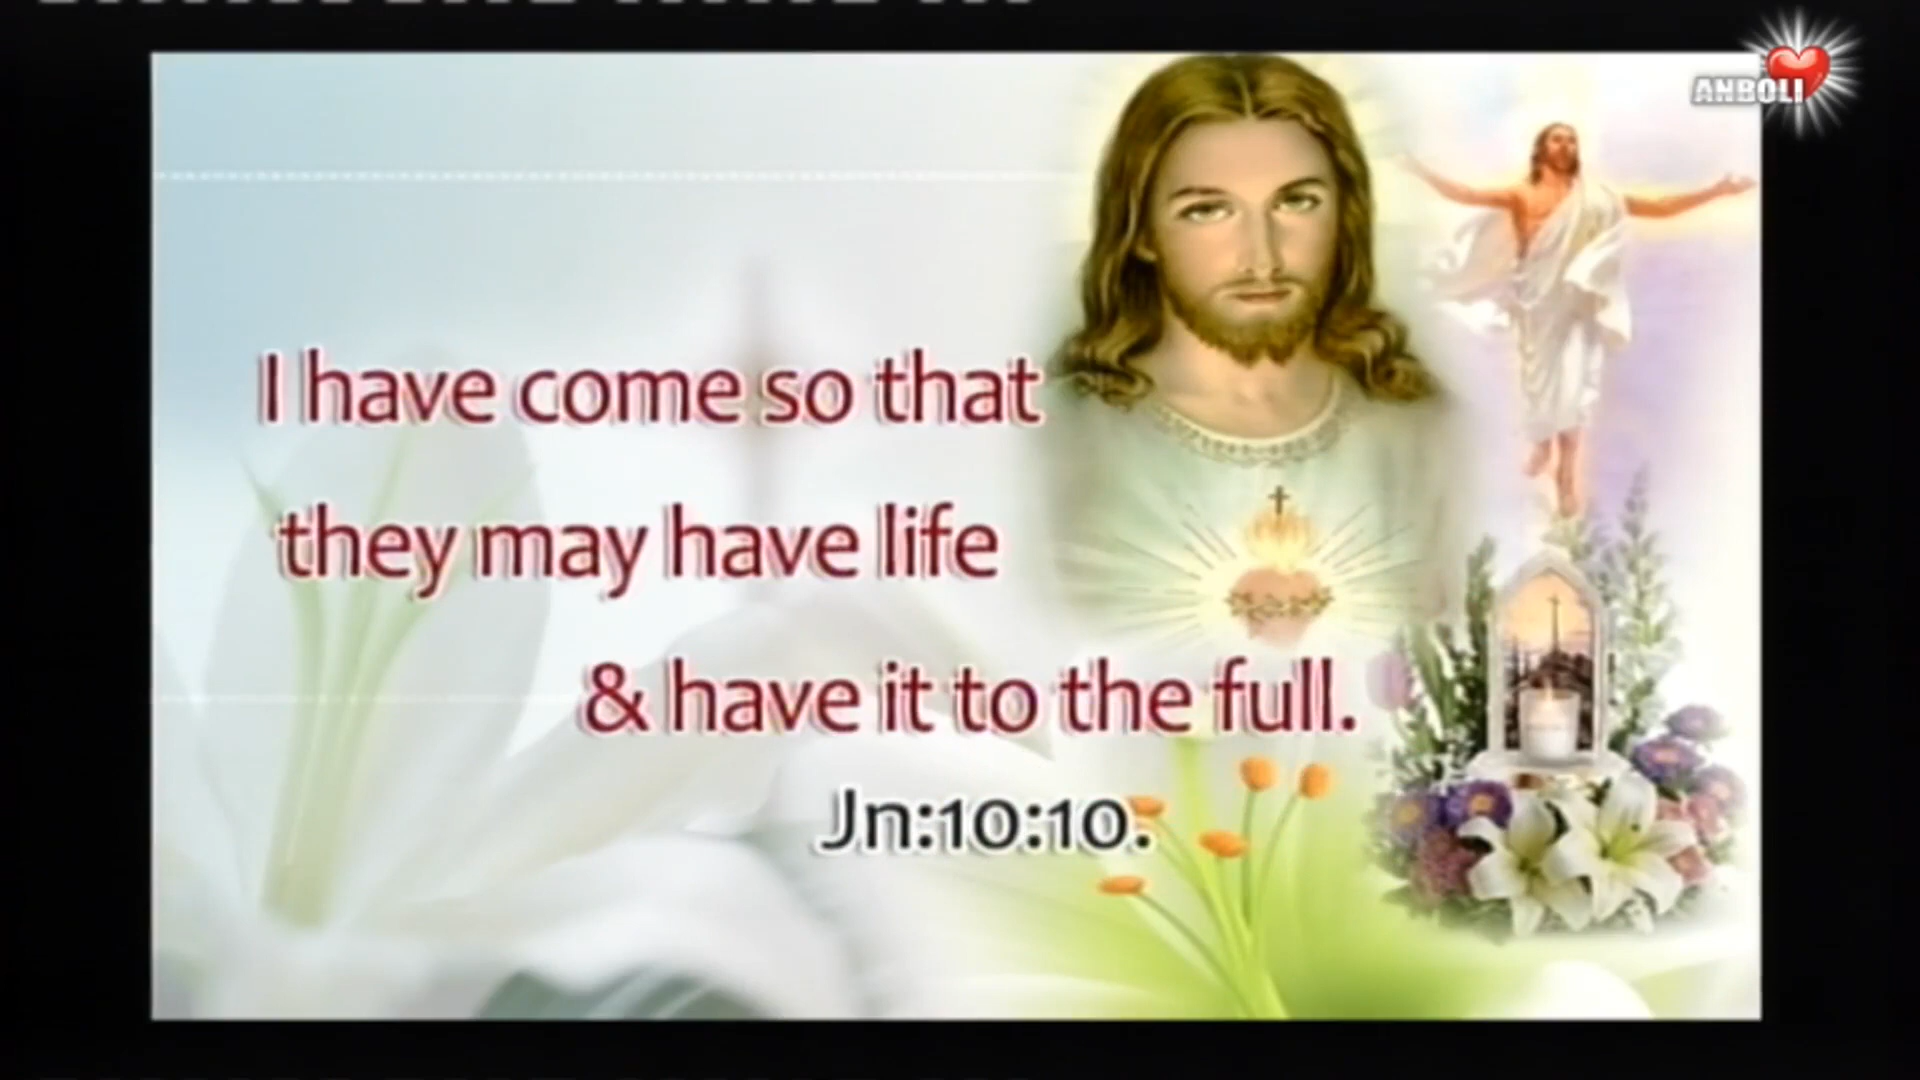 ANBOLI
I have come so that
they may have life
& have it to the full.
Jn:10:10.